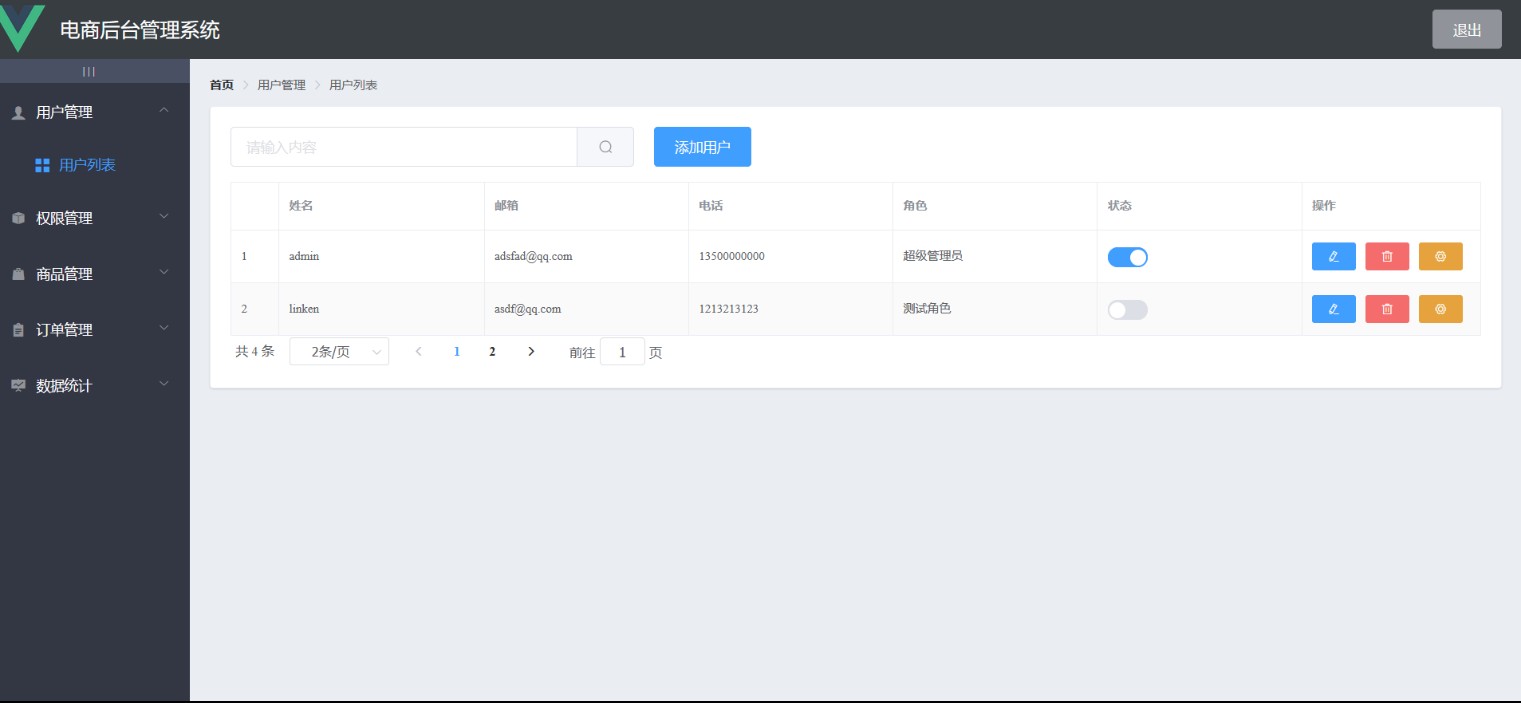 电商后台管理系统 退出
|||
首页 用户管理 用户列表
用户管理
用户列表
权限管理
商品管理
订单管理
数据统计
请输入内容 添加用户
姓名 邮箱 电话 角色 状态 操作
1 admin adsfad@qq.com 13500000000 超级管理员
2 linken asdf@qq.com 1213213123 测试角色
共 4 条 2条/页 1 2 前往 1 页